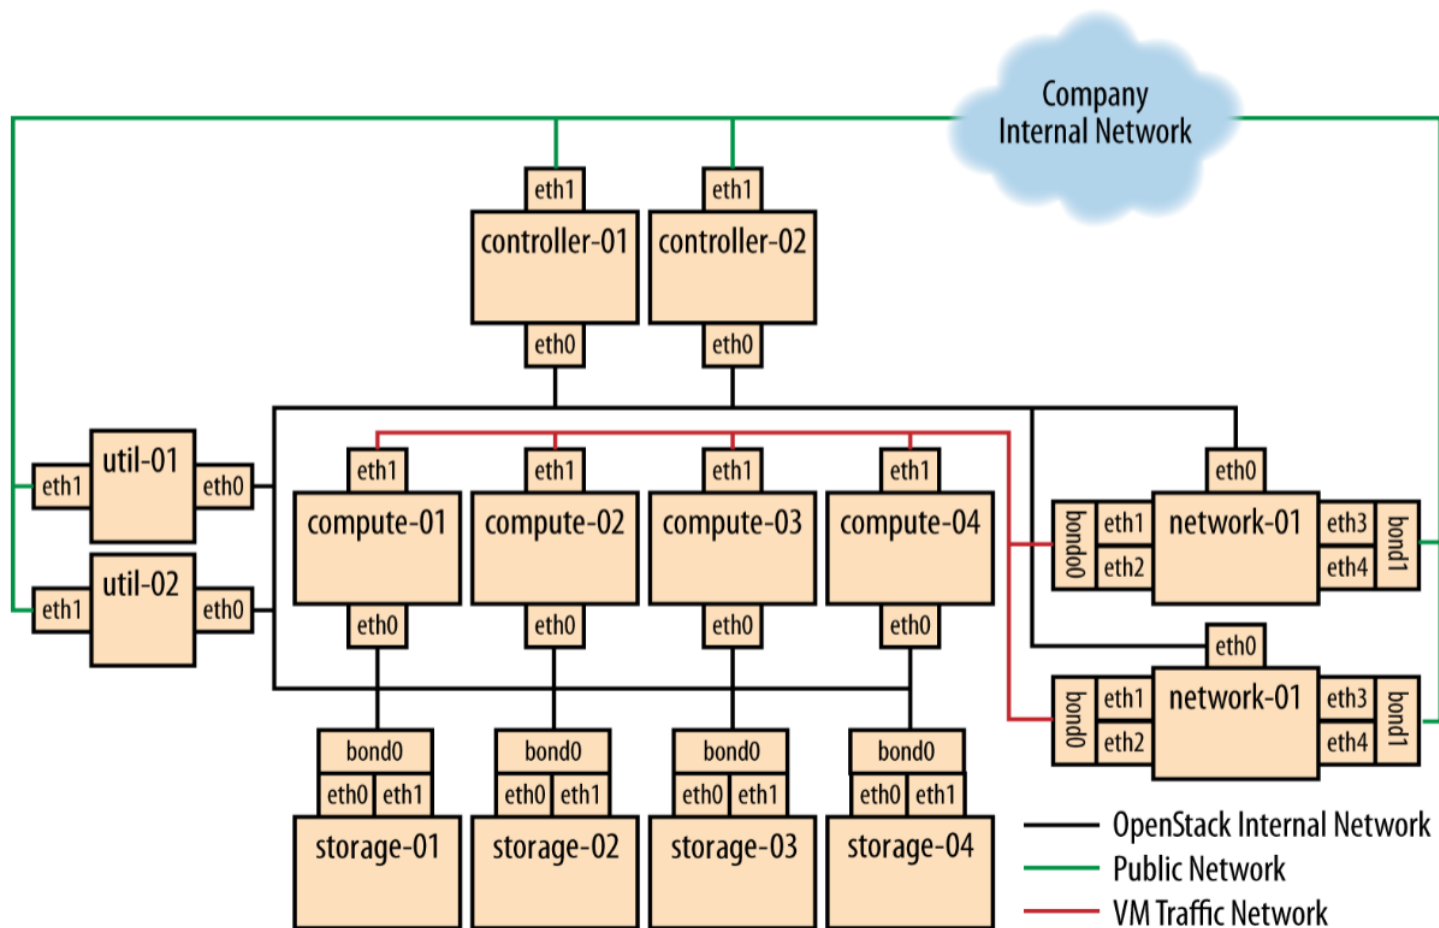 Company
Internal Network
eth1
eth1
controller-01
controller-02
eth0
eth0
util-01
eth1
eth0
util-02
eth1
eth0
eth1
eth1
eth1
eth1
compute-01
compute-02
compute-03
compute-04
eth0
eth0
eth0
eth0
eth0
bondo0
eth1
eth2
network-01
eth3
eth4
bond1
eth0
bond0
eth1
eth2
network-01
eth3
eth4
bond1
bond0
bond0
bond0
bond0
eth0 eth1
eth0 eth1
eth0 eth1
eth0 eth1
storage-01
storage-02
storage-03
storage-04
OpenStack Internal Network
Public Network
VM Traffic Network